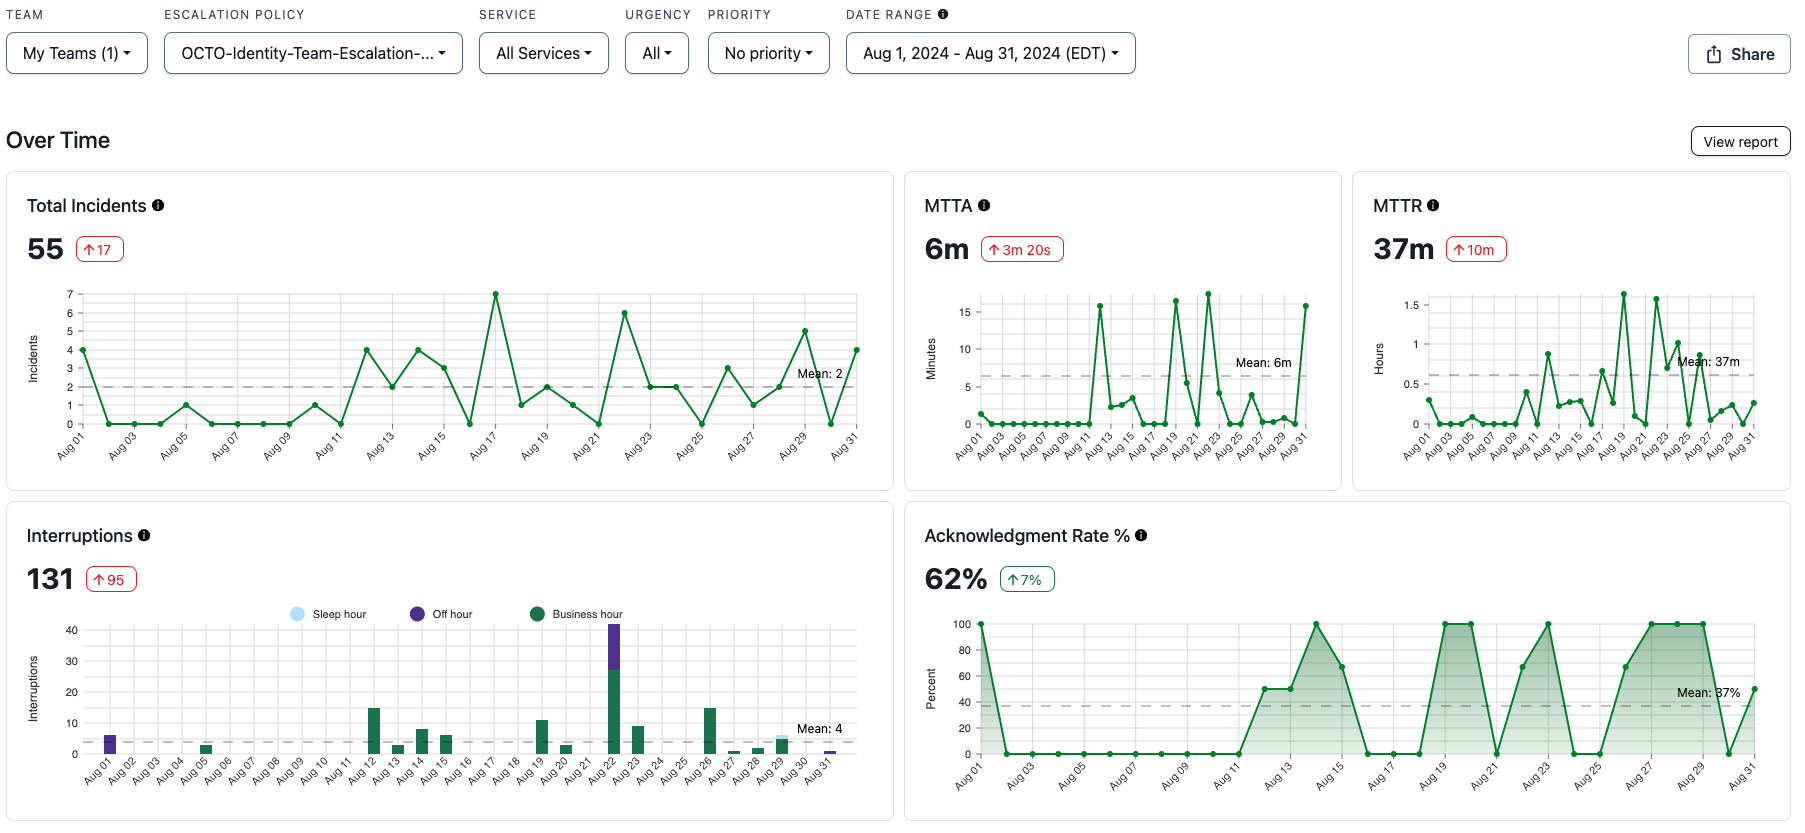 TEAM ESCALATION POLICY SERVICE URGENCY PRIORITY DATE RANGE
My Teams (1) OCTO-Identity-Team-Escalation-... All Services All No priority Aug 1, 2024 - Aug 31, 2024 (EDT) Share
Over Time View report
Total Incidents
55 ↑17
Incidents
7
6
5
4
3
2
1
0
Mean: 2
Aug 01 Aug 03 Aug 05 Aug 07 Aug 09 Aug 11 Aug 13 Aug 15 Aug 17 Aug 19 Aug 21 Aug 23 Aug 25 Aug 27 Aug 29 Aug 31
MTTA
6m ↑3m 20s
Minutes
15
10
5
0
Mean: 6m
Aug 01 Aug 03 Aug 05 Aug 07 Aug 09 Aug 11 Aug 13 Aug 15 Aug 17 Aug 19 Aug 21 Aug 23 Aug 25 Aug 27 Aug 29 Aug 31
MTTR
37m ↑10m
Hours
1.5
1
0.5
0
Mean: 37m
Aug 01 Aug 03 Aug 05 Aug 07 Aug 09 Aug 11 Aug 13 Aug 15 Aug 17 Aug 19 Aug 21 Aug 23 Aug 25 Aug 27 Aug 29 Aug 31
Interruptions
131 ↑95
Sleep hour Off hour Business hour
Interruptions
40
30
20
10
0
Mean: 4
Aug 01 Aug 02 Aug 03 Aug 04 Aug 05 Aug 06 Aug 07 Aug 08 Aug 09 Aug 10 Aug 11 Aug 12 Aug 13 Aug 14 Aug 15 Aug 16 Aug 17 Aug 18 Aug 19 Aug 20 Aug 21 Aug 22 Aug 23 Aug 24 Aug 25 Aug 26 Aug 27 Aug 28 Aug 29 Aug 30 Aug 31
Acknowledgment Rate %
62% ↑7%
Percent
100
80
60
40
20
0
Mean: 37%
Aug 01 Aug 03 Aug 05 Aug 07 Aug 09 Aug 11 Aug 13 Aug 15 Aug 17 Aug 19 Aug 21 Aug 23 Aug 25 Aug 27 Aug 29 Aug 31